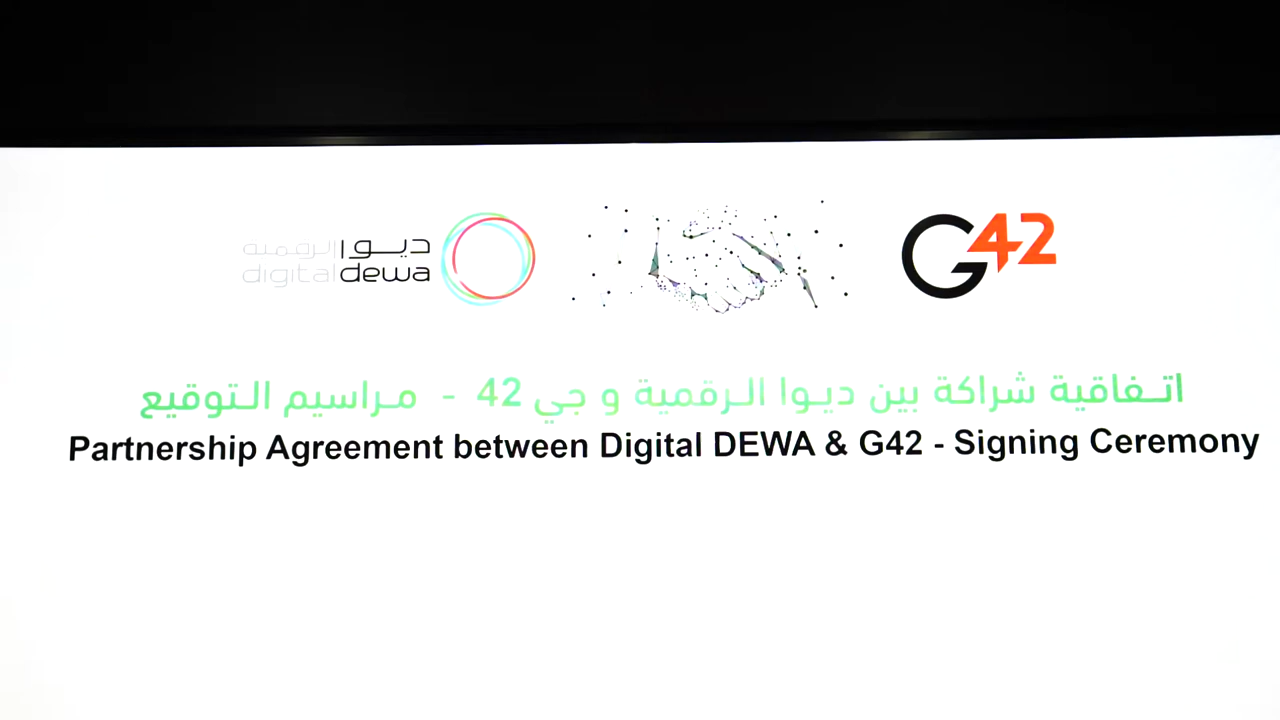 ديـوا الرقمية
digitaldewa
G42
اتـفاقية شراكة بين ديـوا الـرقمية و جي 42 - مـراسيم الـتوقيع
Partnership Agreement between Digital DEWA & G42 - Signing Ceremony